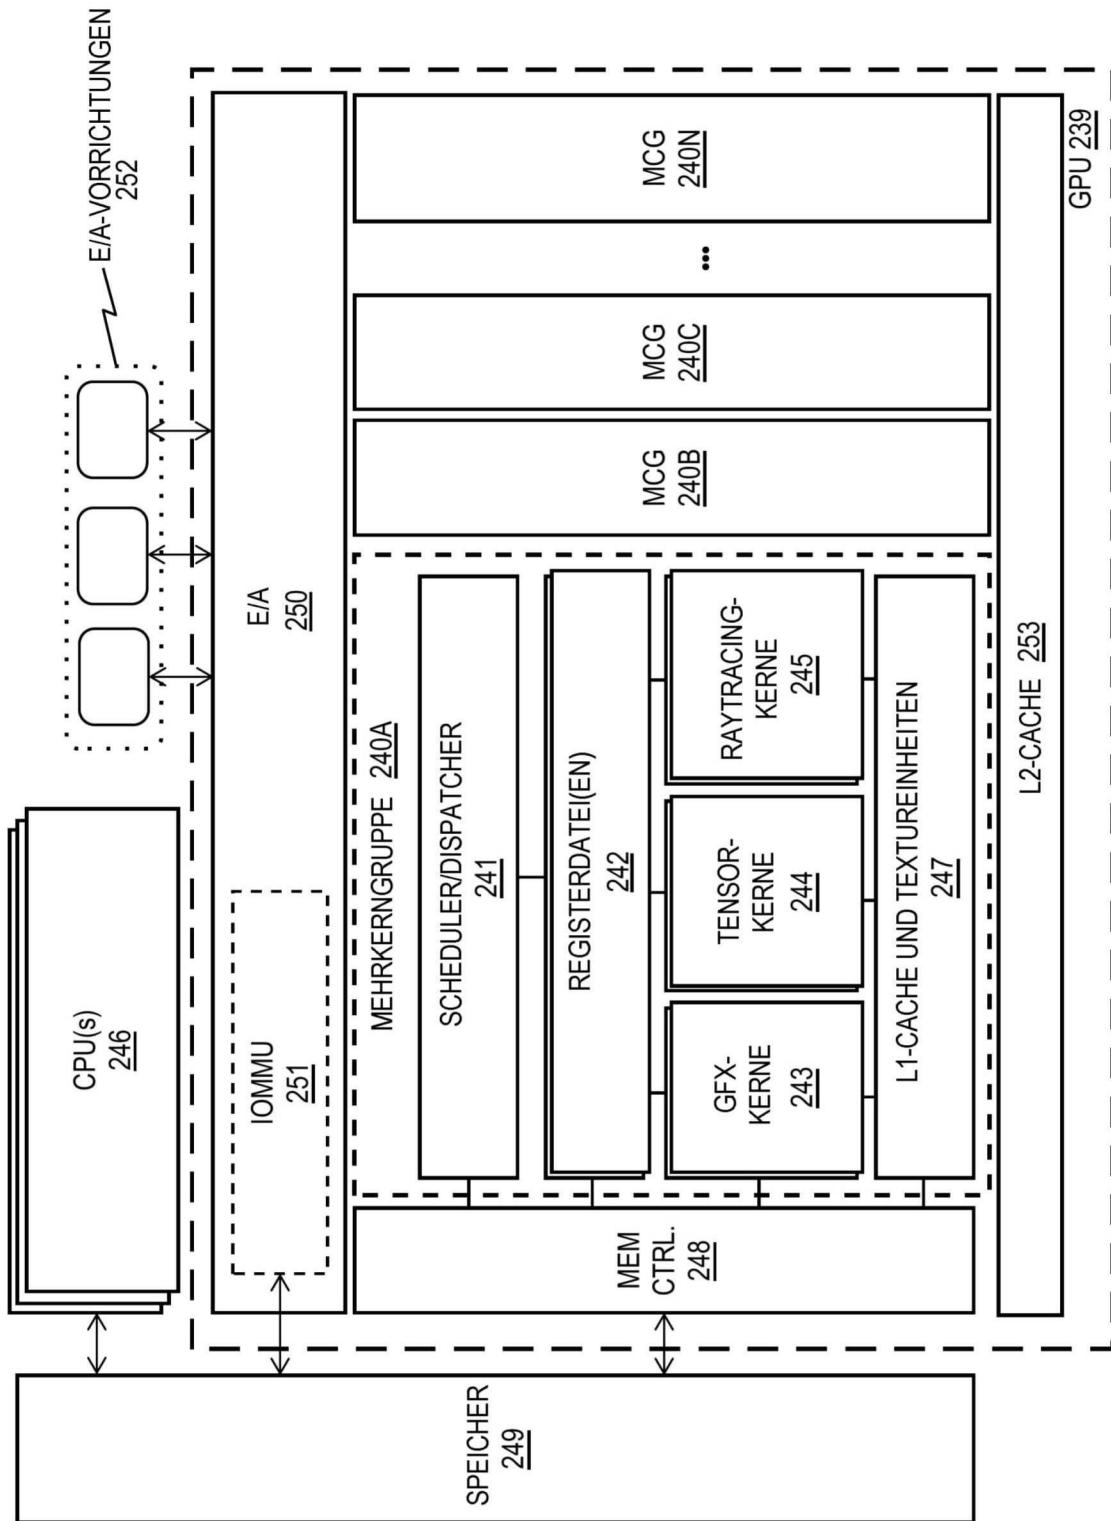 E/A-VORRICHTUNGEN
252
CPU(s)
246
SPEICHER
249
E/A
250
IOMMU
251
MEHRKERNGRUPPE 240A
SCHEDULER/DISPATCHER
241
REGISTERDATEI(EN)
242
GFX-
KERNE
243
TENSOR-
KERNE
244
RAYTRACING-
KERNE
245
L1-CACHE UND TEXTUREINHEITEN
247
MEM
CTRL.
248
MCG
240B
MCG
240C
...
MCG
240N
L2-CACHE 253
GPU 239